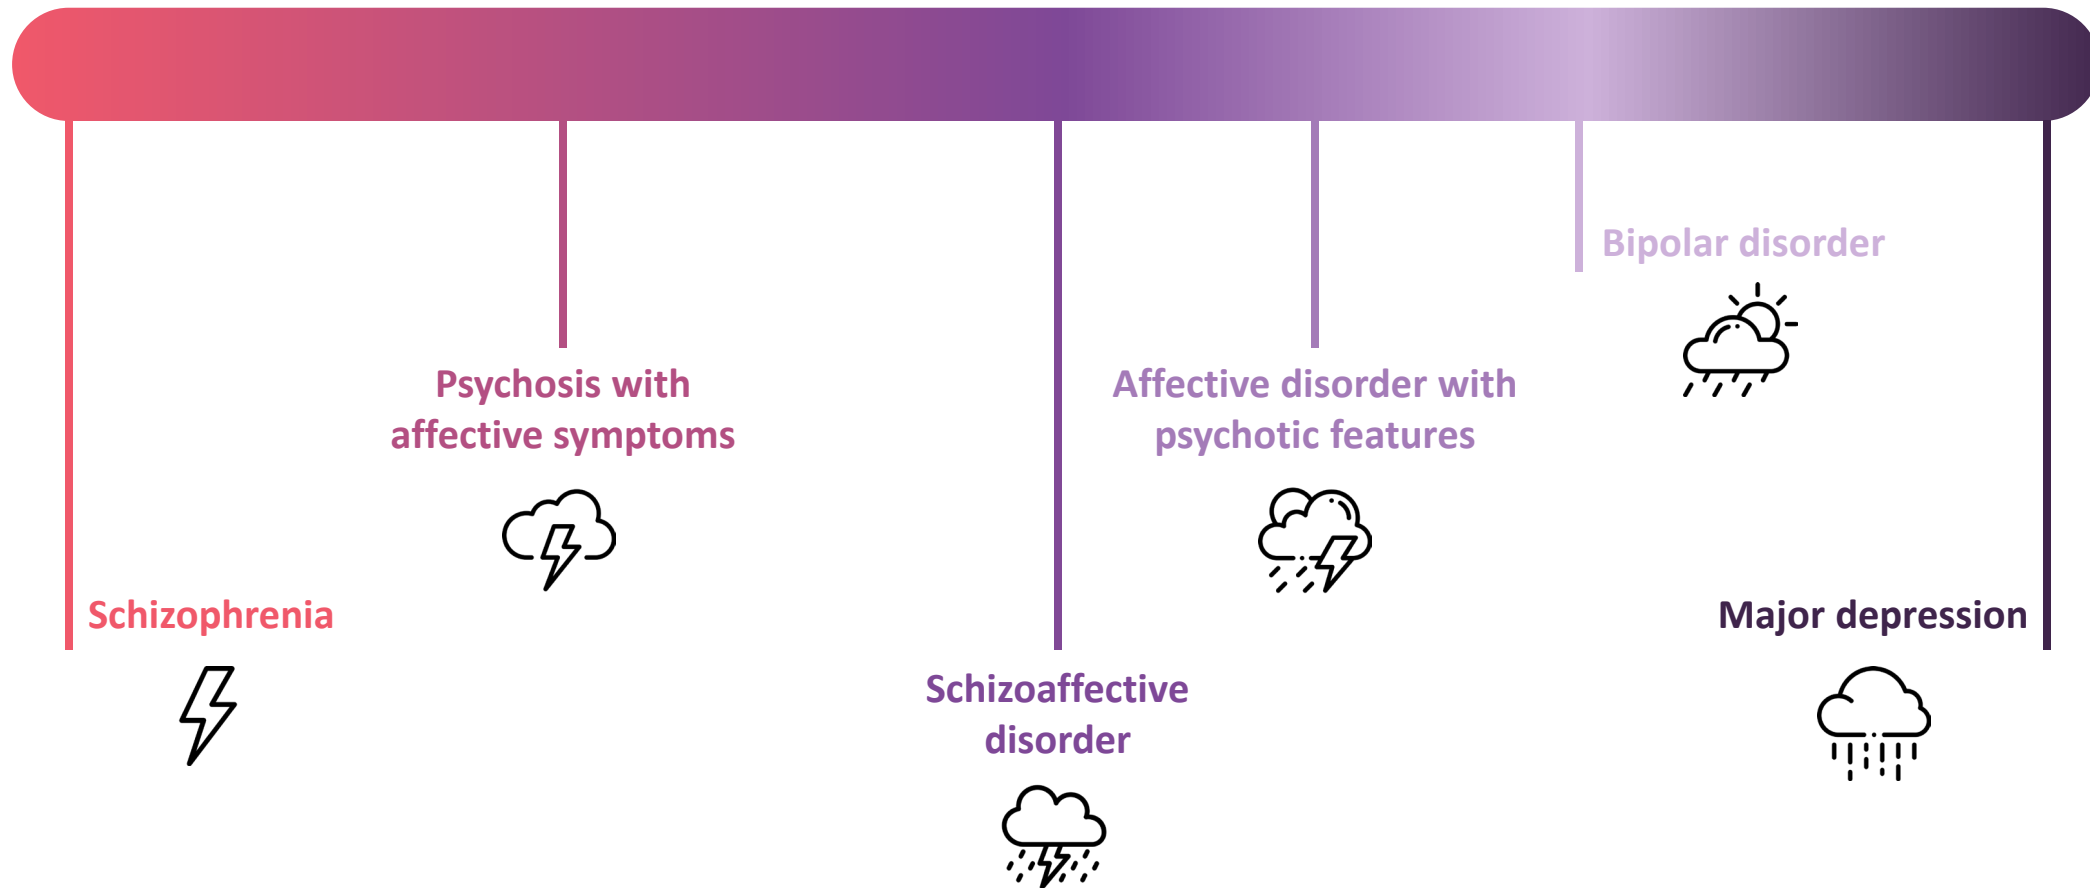 Bipolar disorder
Psychosis with
affective symptoms
Affective disorder with
psychotic features
Schizophrenia
Major depression
Schizoaffective
disorder